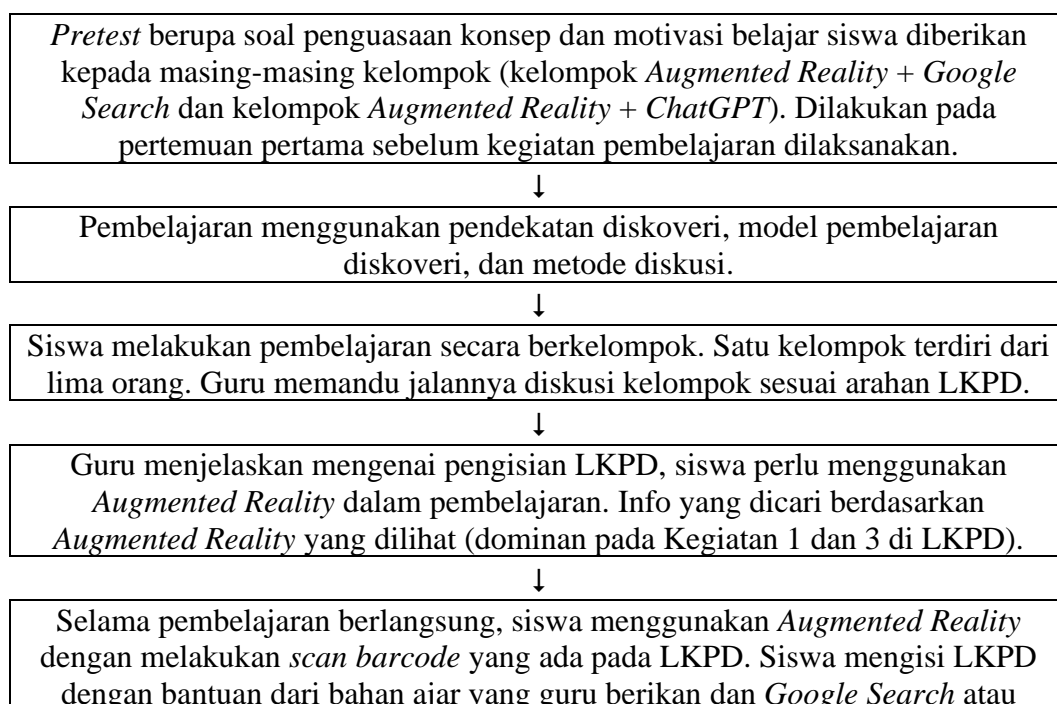 Pretest berupa soal penguasaan konsep dan motivasi belajar siswa diberikan
kepada masing-masing kelompok (kelompok Augmented Reality + Google
Search dan kelompok Augmented Reality + ChatGPT). Dilakukan pada
pertemuan pertama sebelum kegiatan pembelajaran dilaksanakan.
↓
Pembelajaran menggunakan pendekatan diskoveri, model pembelajaran
diskoveri, dan metode diskusi.
↓
Siswa melakukan pembelajaran secara berkelompok. Satu kelompok terdiri dari
lima orang. Guru memandu jalannya diskusi kelompok sesuai arahan LKPD.
↓
Guru menjelaskan mengenai pengisian LKPD, siswa perlu menggunakan
Augmented Reality dalam pembelajaran. Info yang dicari berdasarkan
Augmented Reality yang dilihat (dominan pada Kegiatan 1 dan 3 di LKPD).
↓
Selama pembelajaran berlangsung, siswa menggunakan Augmented Reality
dengan melakukan scan barcode yang ada pada LKPD. Siswa mengisi LKPD
dengan bantuan dari bahan ajar yang guru berikan dan Google Search atau